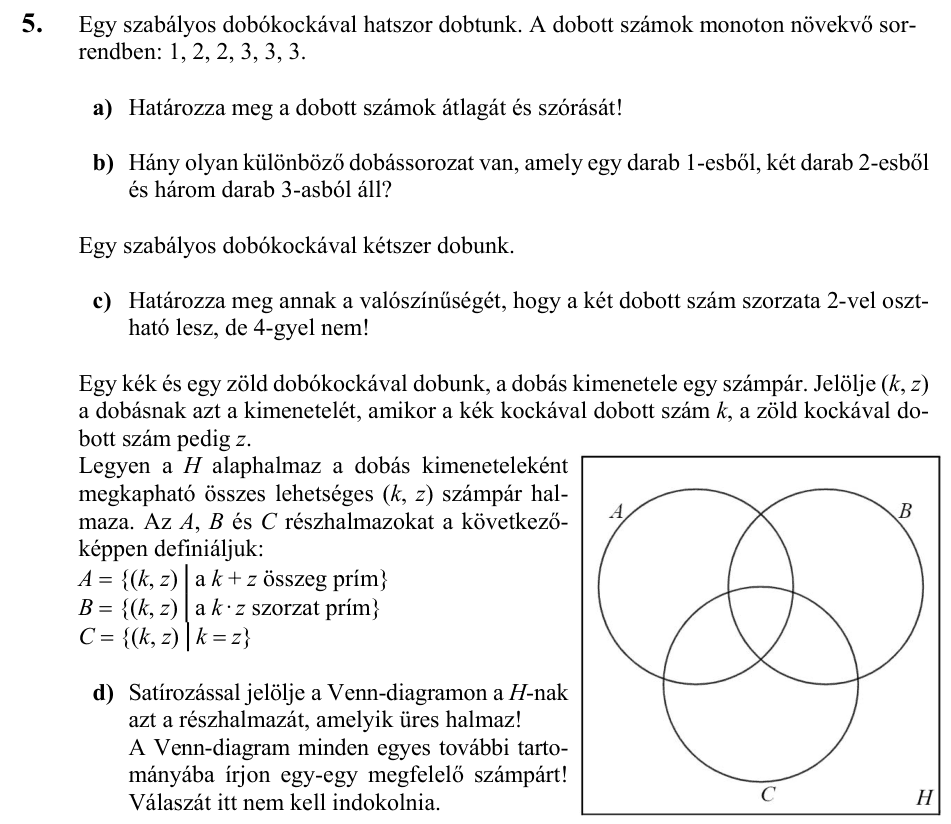 5. Egy szabályos dobókockával hatszor dobtunk. A dobott számok monoton növekvő sor-
rendben: 1, 2, 2, 3, 3, 3.
a) Határozza meg a dobott számok átlagát és szórását!
b) Hány olyan különböző dobássorozat van, amely egy darab 1-esből, két darab 2-esből
és három darab 3-asból áll?
Egy szabályos dobókockával kétszer dobunk.
c) Határozza meg annak a valószínűségét, hogy a két dobott szám szorzata 2-vel oszt-
ható lesz, de 4-gyel nem!
Egy kék és egy zöld dobókockával dobunk, a dobás kimenetele egy számpár. Jelölje (k, z)
a dobásnak azt a kimenetelét, amikor a kék kockával dobott szám k, a zöld kockával do-
bott szám pedig z.
Legyen a H alaphalmaz a dobás kimeneteleként
megkapható összes lehetséges (k, z) számpár hal-
maza. Az A, B és C részhalmazokat a következő-
képpen definiáljuk:
A = {(k, z) | a k + z összeg prím}
B = {(k, z) | a k · z szorzat prím}
C = {(k, z) | k = z}
d) Satírozással jelölje a Venn-diagramon a H-nak
azt a részhalmazát, amelyik üres halmaz!
A Venn-diagram minden egyes további tarto-
mányába írjon egy-egy megfelelő számpárt!
Válaszát itt nem kell indokolnia.
A
B
C
H